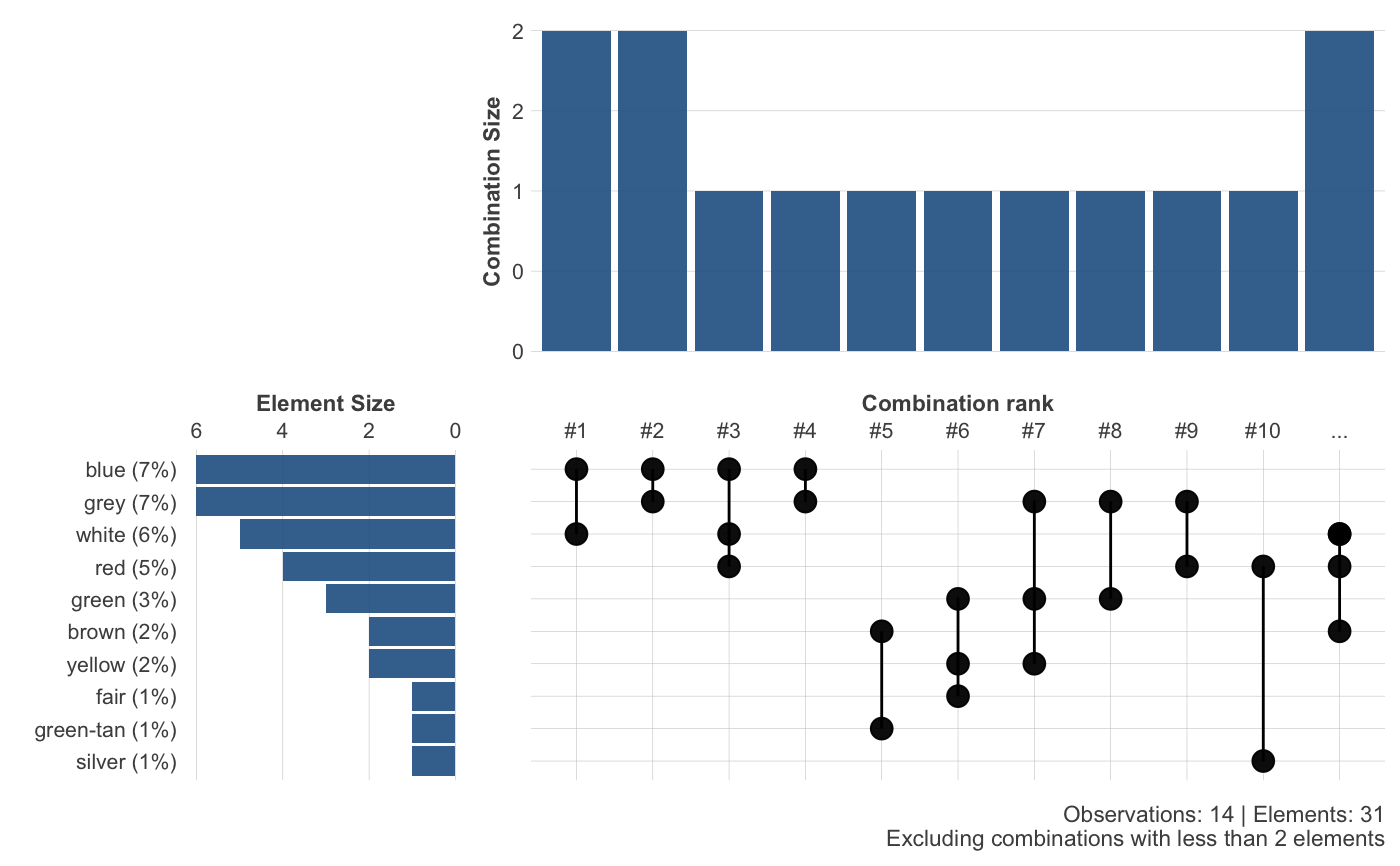 2
2
1
0
0
Combination Size
Element Size
6 4 2 0
Combination rank
#1 #2 #3 #4 #5 #6 #7 #8 #9 #10 ...
blue (7%)
grey (7%)
white (6%)
red (5%)
green (3%)
brown (2%)
yellow (2%)
fair (1%)
green-tan (1%)
silver (1%)
Observations: 14 | Elements: 31
Excluding combinations with less than 2 elements